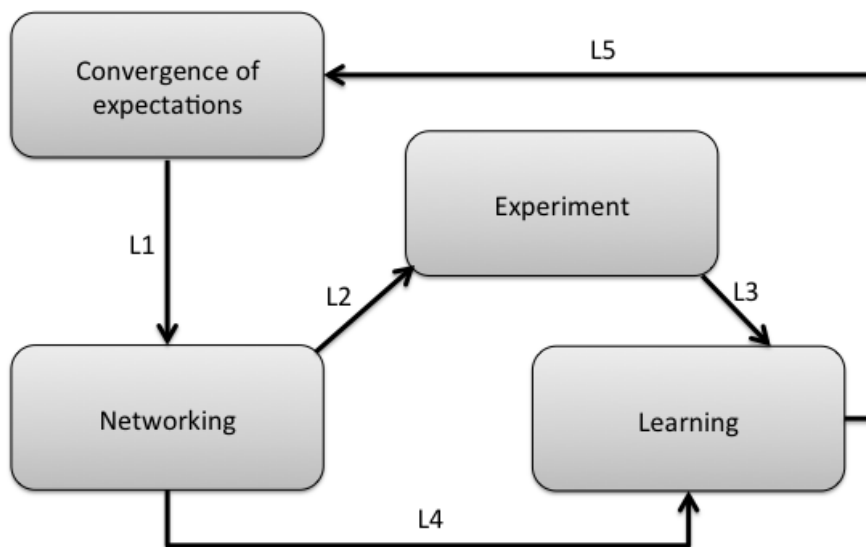 Convergence of
expectations
L5
Experiment
L1
L2
L3
Networking
Learning
L4